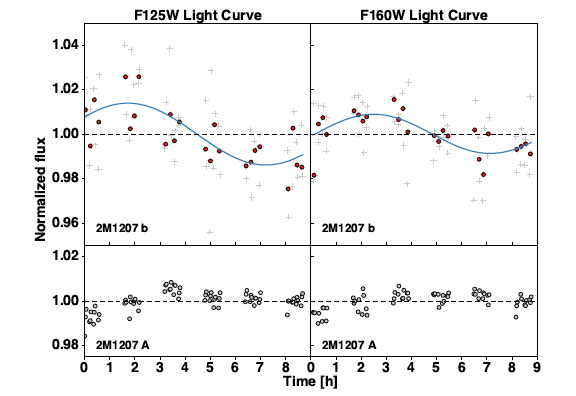 F125W Light Curve F160W Light Curve
1.04
1.02
1.00
0.98
0.96
Normalized flux
2M1207 b 2M1207 b
1.02
1.00
0.98
2M1207 A 2M1207 A
0 1 2 3 4 5 6 7 8 0 1 2 3 4 5 6 7 8 9
Time [h]